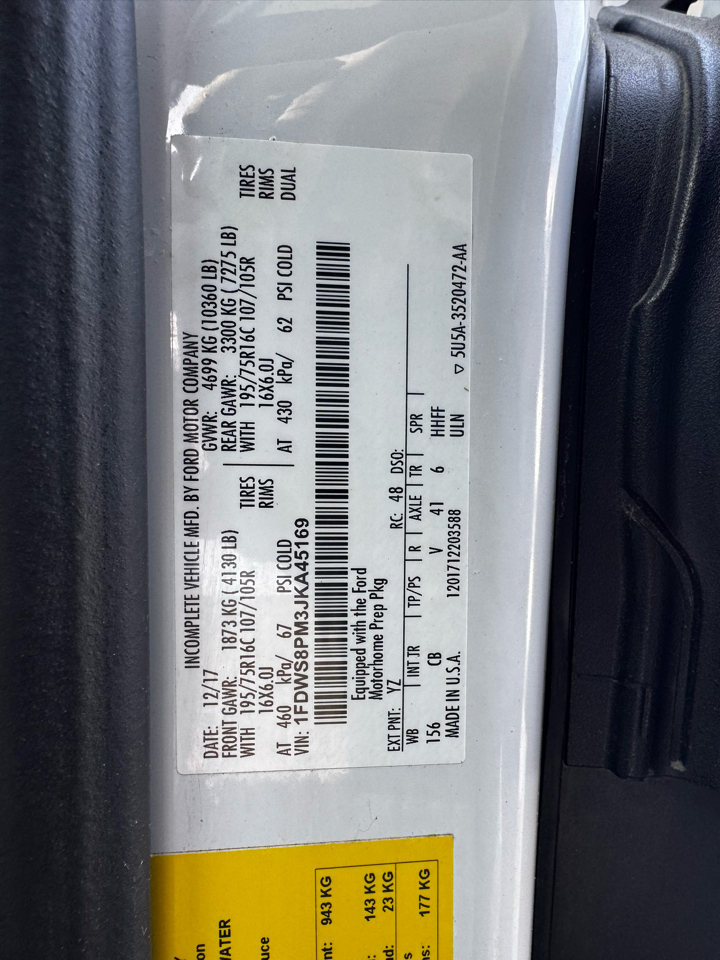 INCOMPLETE VEHICLE MFD. BY FORD MOTOR COMPANY
DATE: 12/17 GVWR: 4699 KG (10360 LB)
FRONT GAWR: 1873 KG ( 4130 LB) REAR GAWR: 3300 KG ( 7275 LB)
WITH 195/75R16C 107/105R TIRES WITH 195/75R16C 107/105R TIRES
16X6.0J RIMS 16X6.0J RIMS
AT 460 kPa/ 67 PSI COLD AT 430 kPa/ 62 PSI COLD DUAL
VIN: 1FDWS8PM3JKA45169
Equipped with the Ford
Motorhome Prep Pkg
EXT PNT: YZ RC: 48 DSO:
WB INT TR TP/PS R AXLE TR SPR
156 CB V 41 6 HHFF
MADE IN U.S.A. 1201712203588 ULN ▽ 5U5A-3520472-AA
on
WATER
uce
nt: 943 KG
: 143 KG
d: 23 KG
s
ns: 177 KG